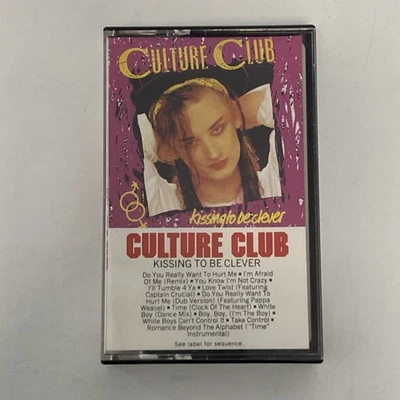 CULTURE CLUB
kissing to be clever
CULTURE CLUB
KISSING TO BE CLEVER
Do You Really Want To Hurt Me • I'm Afraid
Of Me (Remix) • You Know I'm Not Crazy •
I'll Tumble 4 Ya • Love Twist (Featuring
Captain Crucial) • Do You Really Want To
Hurt Me (Dub Version) (Featuring Pappa
Weasel) • Time (Clock Of The Heart) • White
Boy (Dance Mix) • Boy, Boy, (I'm The Boy) •
White Boys Can't Control It • Take Control •
Romance Beyond The Alphabet ("Time"
Instrumental)
See label for sequence.